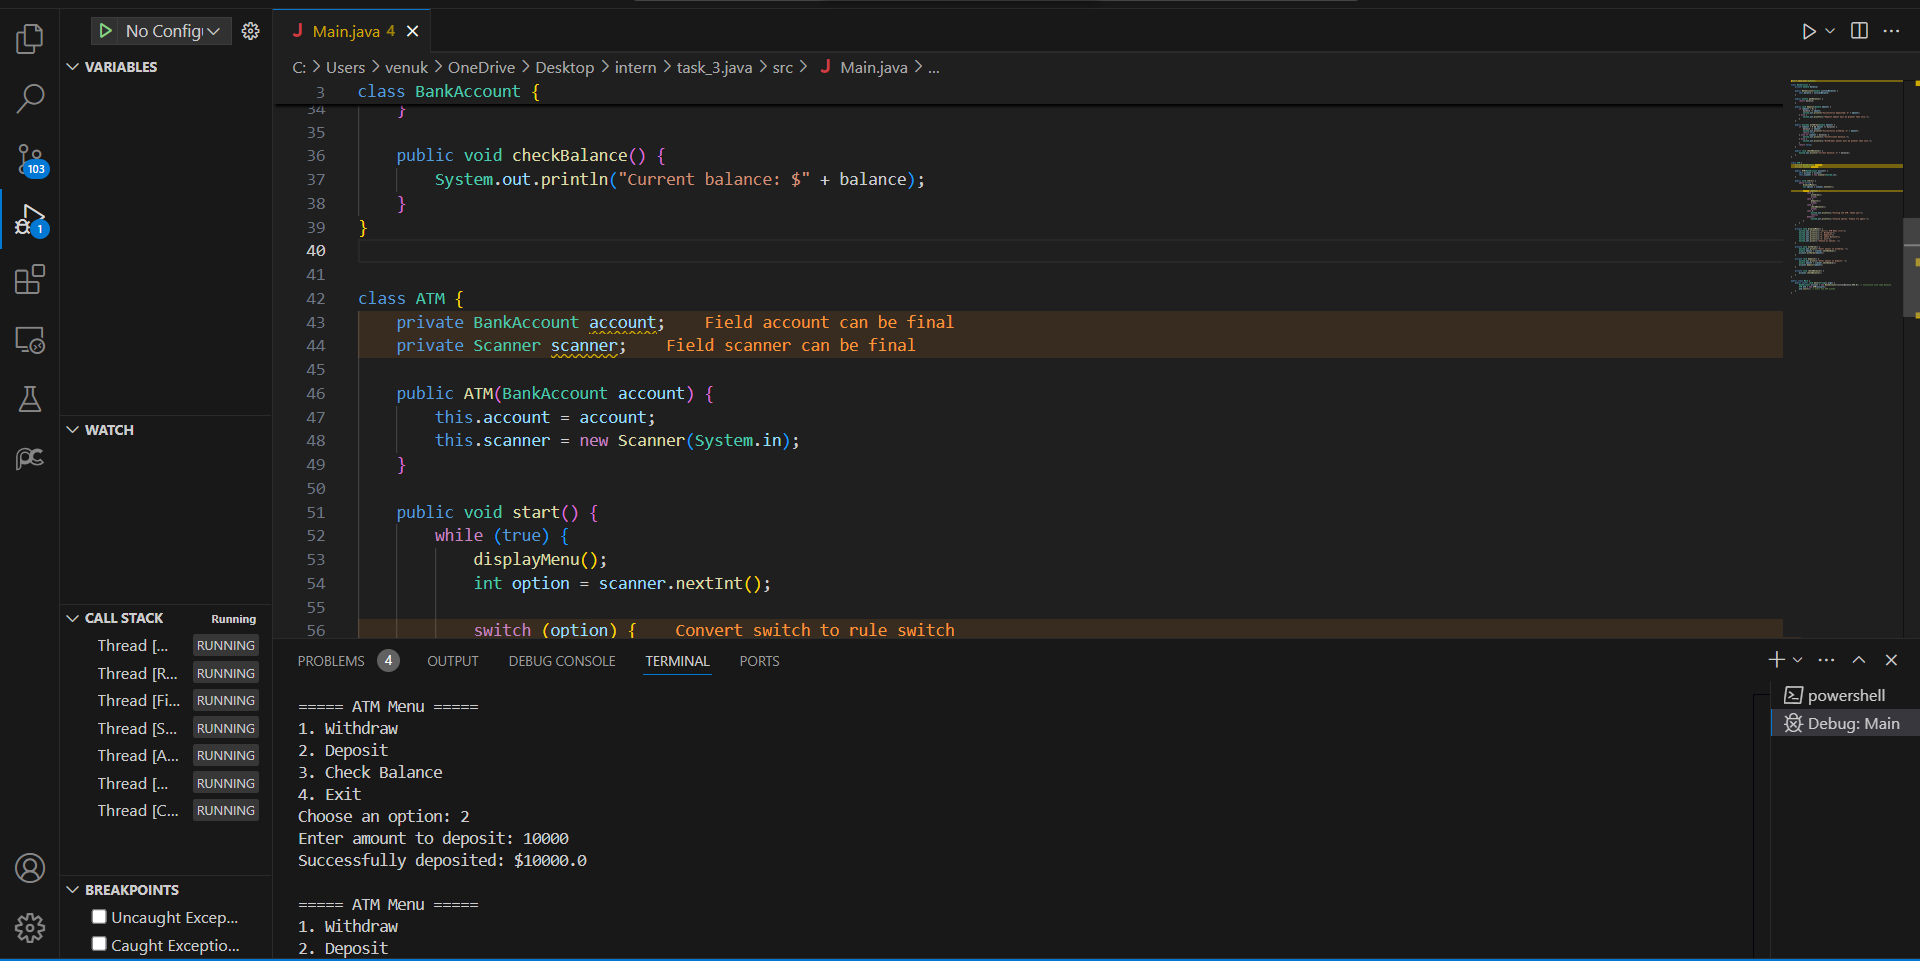 No Config
Main.java 4
VARIABLES
C: > Users > venuk > OneDrive > Desktop > intern > task_3.java > src > Main.java > ...
3 class BankAccount {
34 }
35
36 public void checkBalance() {
37 System.out.println("Current balance: $" + balance);
38 }
39 }
40
41
42 class ATM {
43 private BankAccount account; Field account can be final
44 private Scanner scanner; Field scanner can be final
45
46 public ATM(BankAccount account) {
47 this.account = account;
48 this.scanner = new Scanner(System.in);
49 }
50
51 public void start() {
52 while (true) {
53 displayMenu();
54 int option = scanner.nextInt();
55
56 switch (option) { Convert switch to rule switch
103
1
WATCH
CALL STACK Running
Thread [... RUNNING
Thread [R... RUNNING
Thread [Fi... RUNNING
Thread [S... RUNNING
Thread [A... RUNNING
Thread [... RUNNING
Thread [C... RUNNING
BREAKPOINTS
Uncaught Excep...
Caught Exceptio...
PROBLEMS 4 OUTPUT DEBUG CONSOLE TERMINAL PORTS
===== ATM Menu =====
1. Withdraw
2. Deposit
3. Check Balance
4. Exit
Choose an option: 2
Enter amount to deposit: 10000
Successfully deposited: $10000.0
===== ATM Menu =====
1. Withdraw
2. Deposit
powershell
Debug: Main